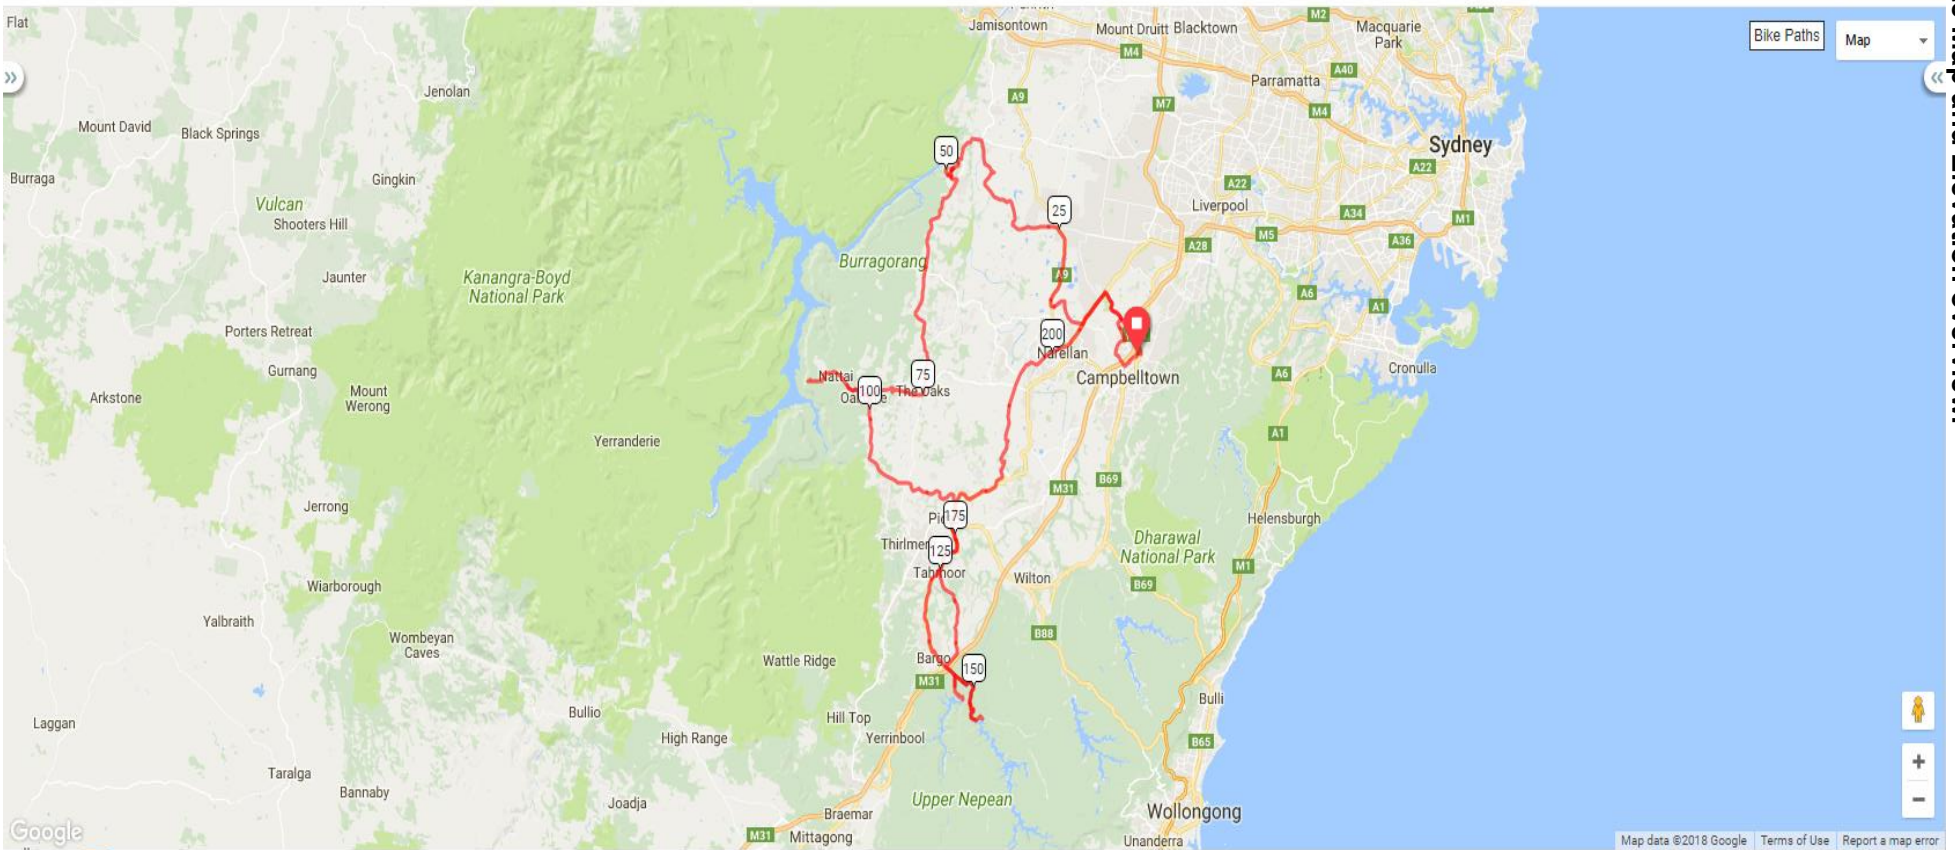 Flat
Jamisontown
Mount Druitt
Blacktown
M2
Macquarie
Park
Bike Paths
Map
M4
Jenolan
A9
Parramatta
A40
M7
M4
Mount David
Black Springs
Sydney
50
A22
Burraga
Gingkin
A22
Vulcan
Shooters Hill
25
Liverpool
A34
M1
M5
A36
A28
Burragorang
Jaunter
Kanangra-Boyd
National Park
A9
A6
A1
Porters Retreat
200
Narellan
Gurnang
Nattai
75
Campbelltown
A6
Cronulla
Mount
Werong
100
The Oaks
Arkstone
Yerranderie
A1
M31
B69
Jerrong
175
Helensburgh
Thirlmer
125
Dharawal
National Park
Tahmoor
Wilton
M1
Wiarborough
B69
Yalbraith
Wombeyan
Caves
B88
Wattle Ridge
Bargo
150
M31
Bulli
Laggan
Bullio
Hill Top
High Range
Yerrinbool
B65
Taralga
Bannaby
Joadja
Upper Nepean
Braemar
Wollongong
Google
M31
Mittagong
Unanderra
Map data ©2018 Google
Terms of Use
Report a map error